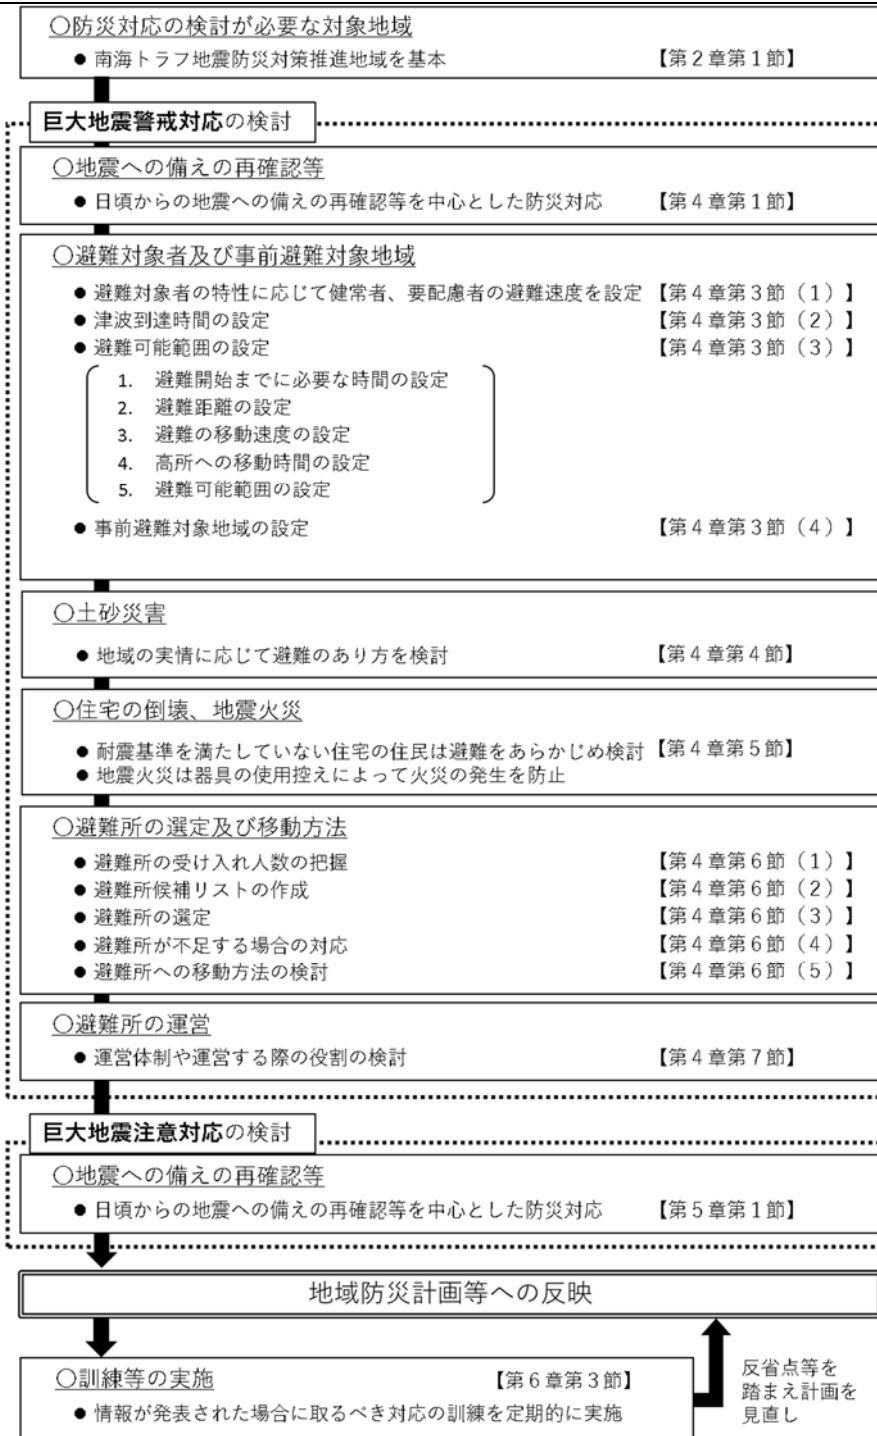 ○防災対応の検討が必要な対象地域
● 南海トラフ地震防災対策推進地域を基本 【第２章第１節】
巨大地震警戒対応の検討
○地震への備えの再確認等
● 日頃からの地震への備えの再確認等を中心とした防災対応 【第４章第１節】
○避難対象者及び事前避難対象地域
● 避難対象者の特性に応じて健常者、要配慮者の避難速度を設定 【第４章第３節（１）】
● 津波到達時間の設定 【第４章第３節（２）】
● 避難可能範囲の設定 【第４章第３節（３）】
1. 避難開始までに必要な時間の設定
2. 避難距離の設定
3. 避難の移動速度の設定
4. 高所への移動時間の設定
5. 避難可能範囲の設定
● 事前避難対象地域の設定 【第４章第３節（４）】
○土砂災害
● 地域の実情に応じて避難のあり方を検討 【第４章第４節】
○住宅の倒壊、地震火災
● 耐震基準を満たしていない住宅の住民は避難をあらかじめ検討 【第４章第５節】
● 地震火災は器具の使用控えによって火災の発生を防止
○避難所の選定及び移動方法
● 避難所の受け入れ人数の把握 【第４章第６節（１）】
● 避難所候補リストの作成 【第４章第６節（２）】
● 避難所の選定 【第４章第６節（３）】
● 避難所が不足する場合の対応 【第４章第６節（４）】
● 避難所への移動方法の検討 【第４章第６節（５）】
○避難所の運営
● 運営体制や運営する際の役割の検討 【第４章第７節】
巨大地震注意対応の検討
○地震への備えの再確認等
● 日頃からの地震への備えの再確認等を中心とした防災対応 【第５章第１節】
地域防災計画等への反映
○訓練等の実施 【第６章第３節】
● 情報が発表された場合に取るべき対応の訓練を定期的に実施
反省点等を
踏まえ計画を
見直し